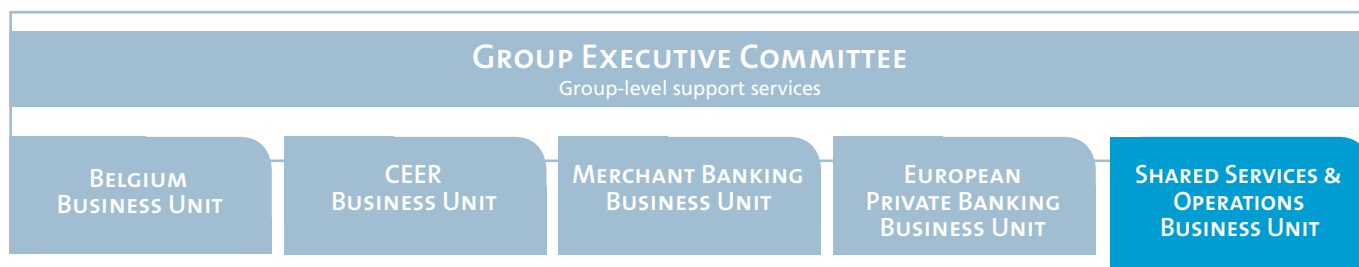 GROUP EXECUTIVE COMMITTEE
Group-level support services
BELGIUM
BUSINESS UNIT
CEER
BUSINESS UNIT
MERCHANT BANKING
BUSINESS UNIT
EUROPEAN
PRIVATE BANKING
BUSINESS UNIT
SHARED SERVICES &
OPERATIONS
BUSINESS UNIT